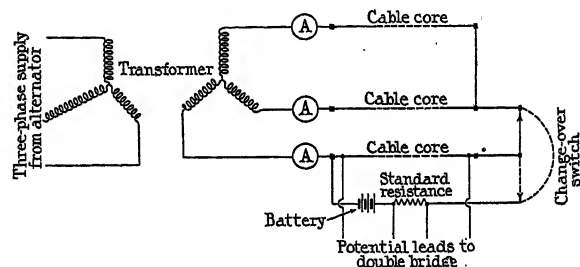 Three-phase supply
from alternator
Transformer
A
Cable core
A
Cable core
A
Cable core
Standard
resistance
Battery
Potential leads to
double bridge
Change-over
switch